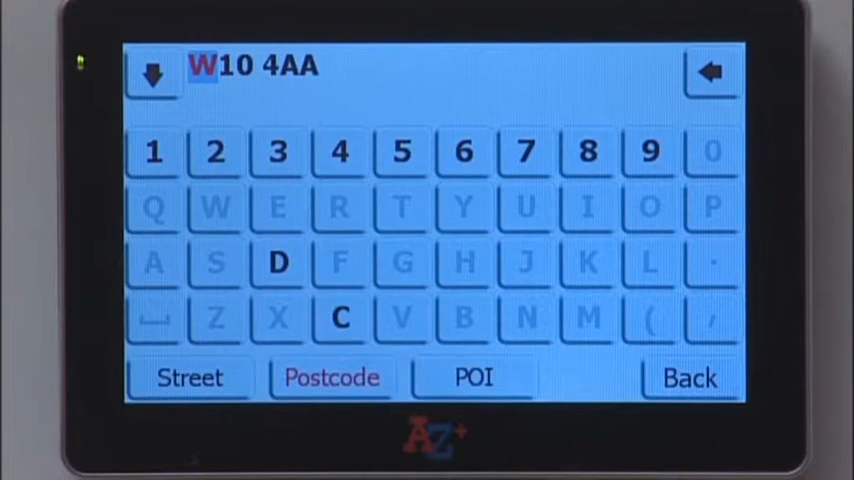 W10 4AA
1 2 3 4 5 6 7 8 9 0
Q W E R T Y U I O P
A S D F G H J K L .
Z X C V B N M ( ,
Street Postcode POI Back
AZ+